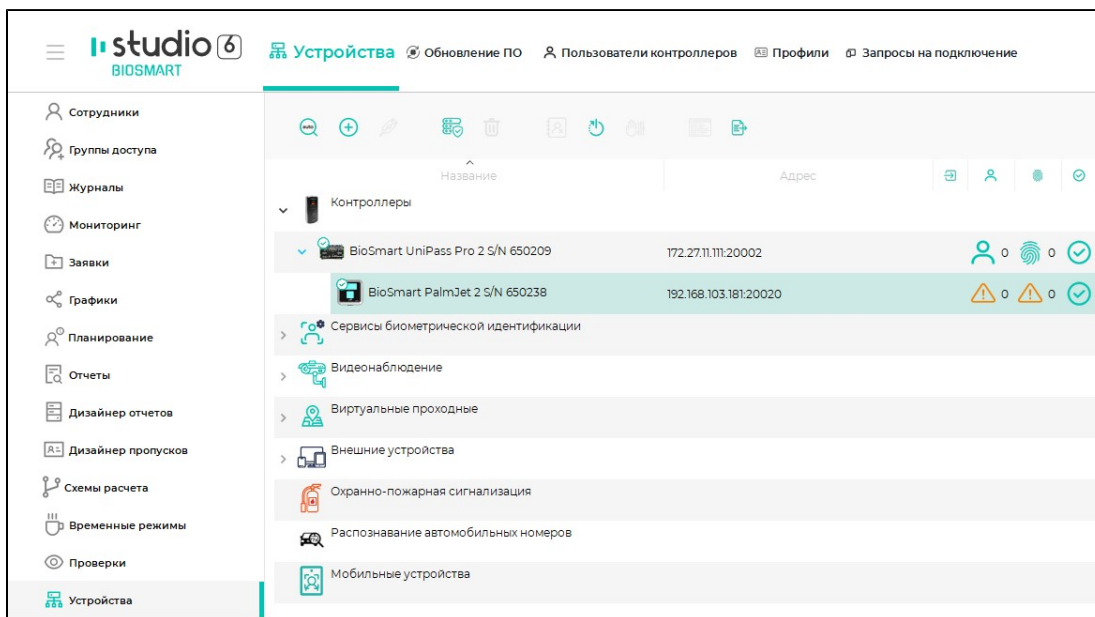 studio 6
BIOSMART
Устройства Обновление ПО Пользователи контроллеров Профили Запросы на подключение
Сотрудники
Группы доступа
Журналы
Мониторинг
Заявки
Графики
Планирование
Отчеты
Дизайнер отчетов
Дизайнер пропусков
Схемы расчета
Временные режимы
Проверки
Устройства
auto
Название Адрес
Контроллеры
BioSmart UniPass Pro 2 S/N 650209 172.27.11.111:20002 0 0
BioSmart PalmJet 2 S/N 650238 192.168.103.181:20020 0 0
Сервисы биометрической идентификации
Видеонаблюдение
Виртуальные проходные
Внешние устройства
Охранно-пожарная сигнализация
Распознавание автомобильных номеров
Мобильные устройства